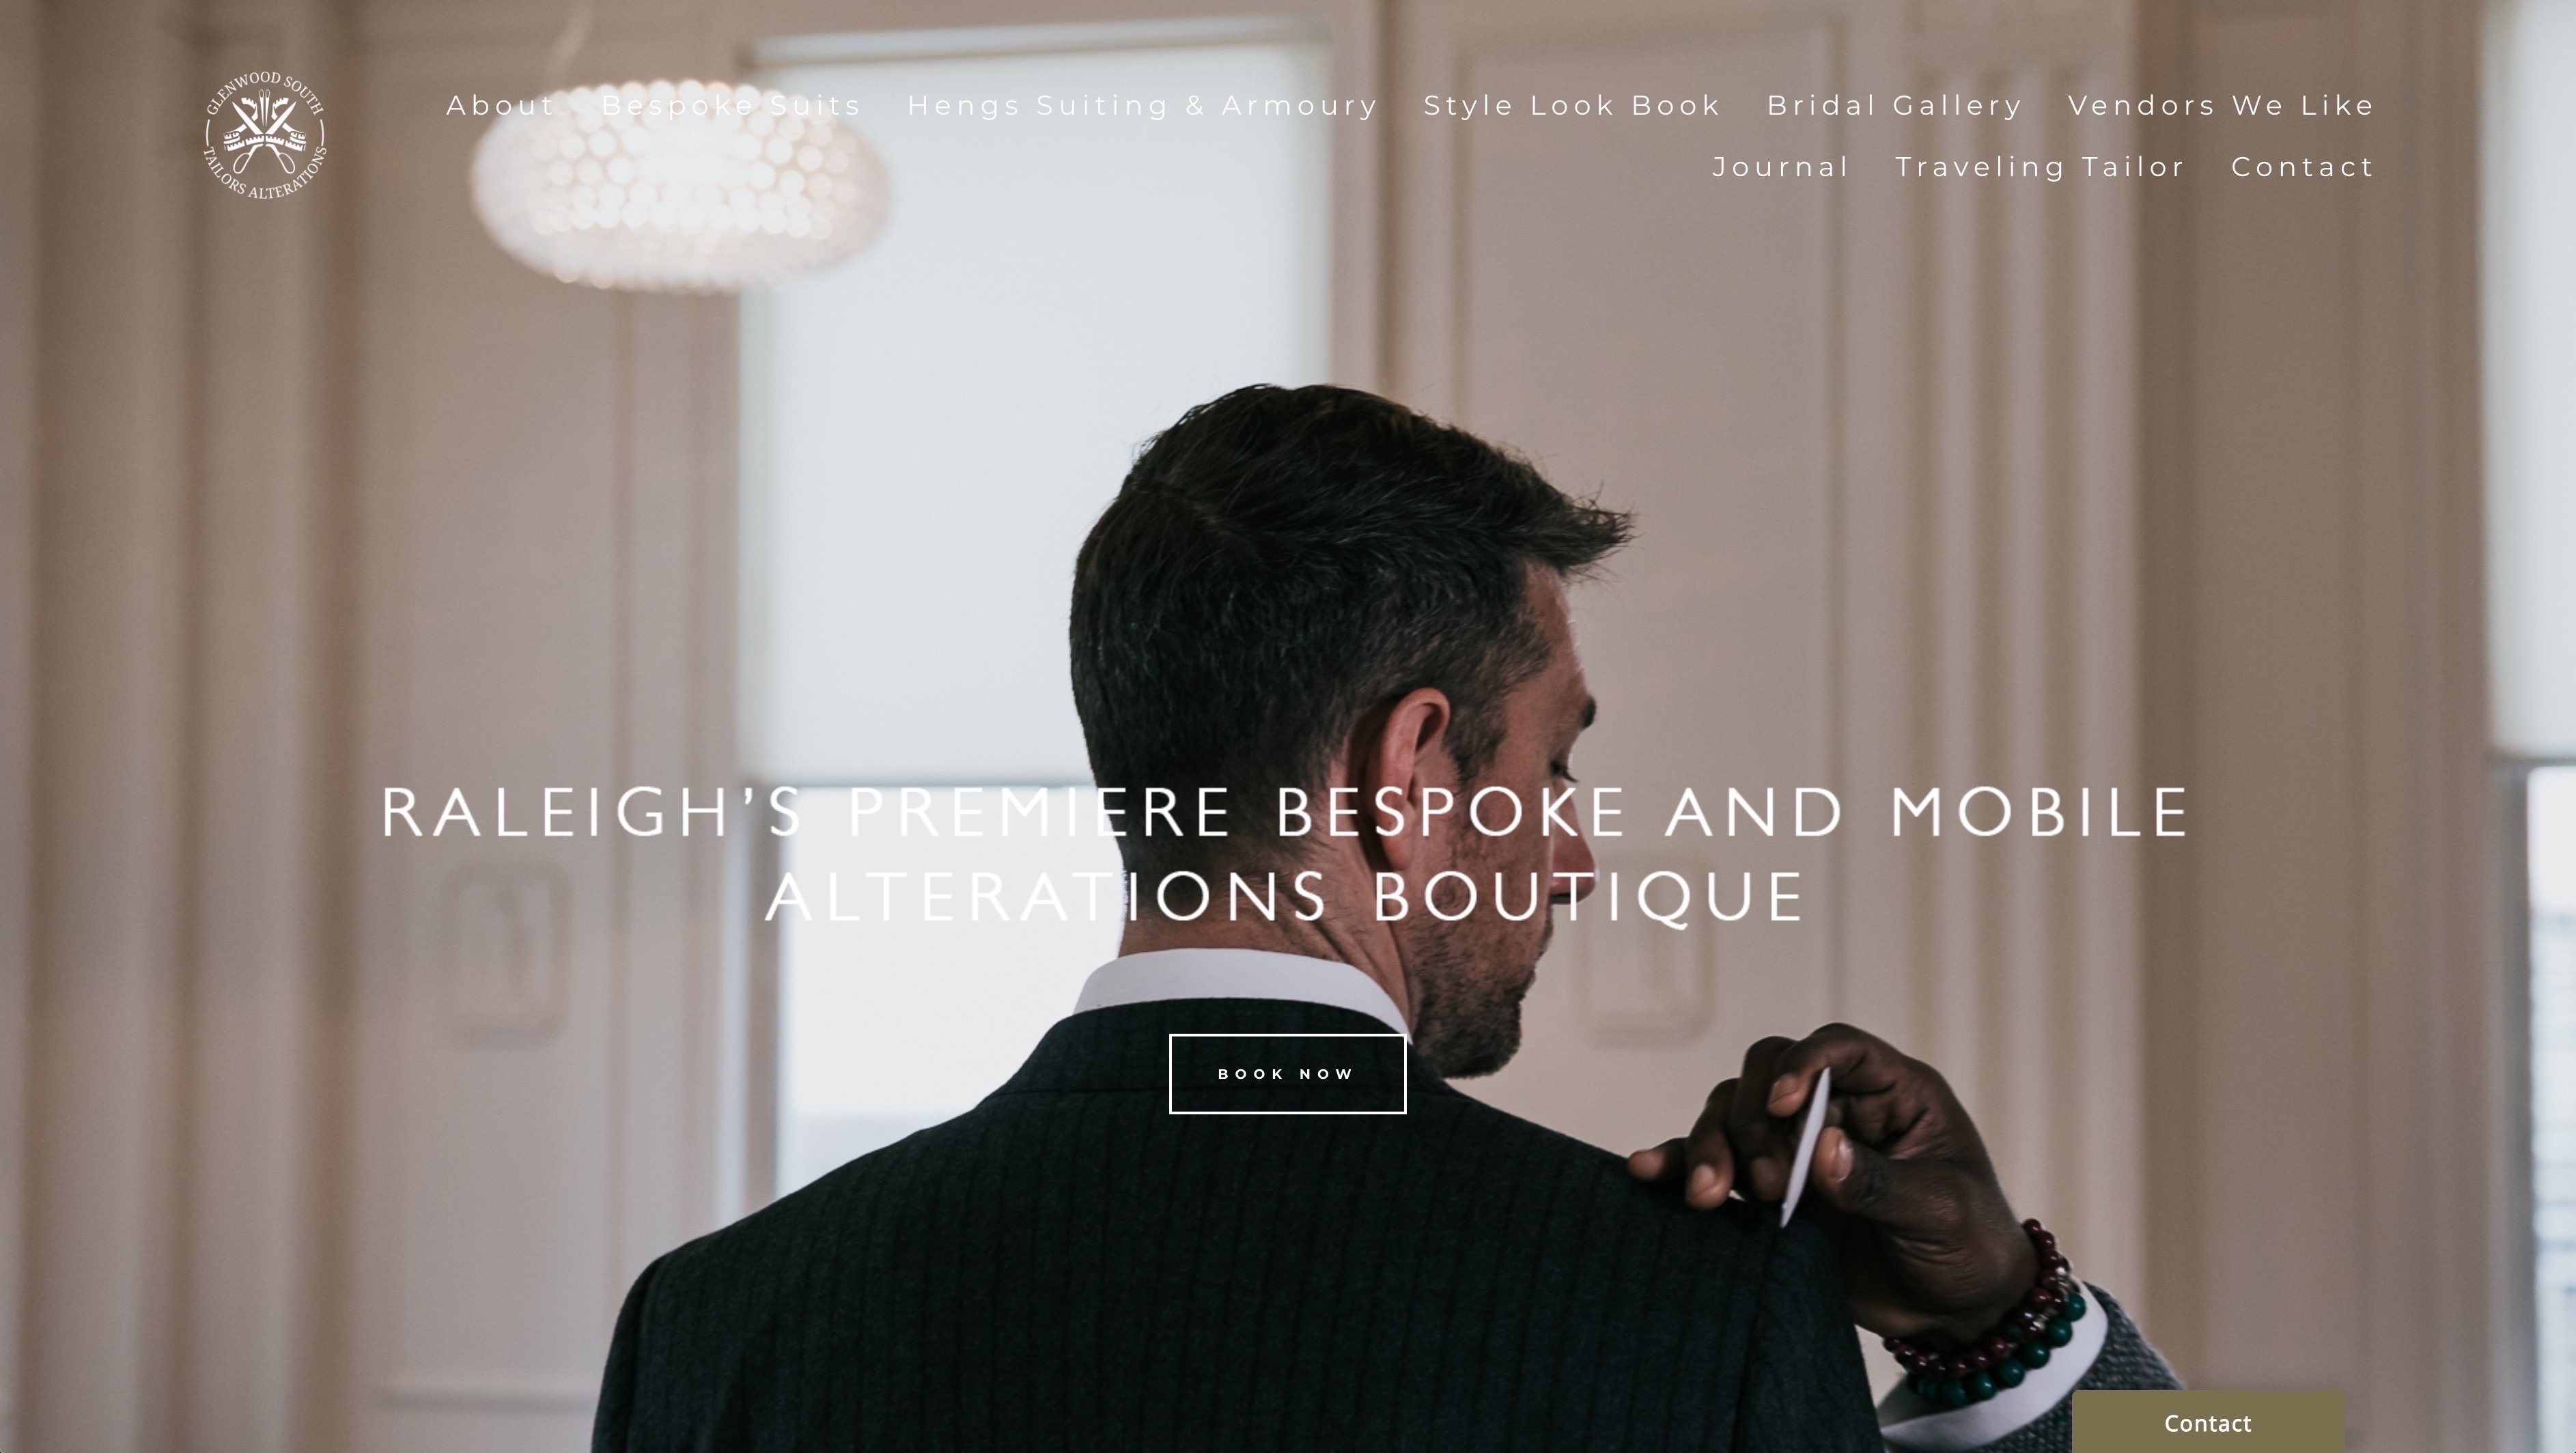 GLENWOOD SOUTH
TAILORS ALTERATIONS
About Bespoke Suits Hengs Suiting & Armoury Style Look Book Bridal Gallery Vendors We Like
Journal Traveling Tailor Contact
RALEIGH’S PREMIERE BESPOKE AND MOBILE
ALTERATIONS BOUTIQUE
BOOK NOW
Contact